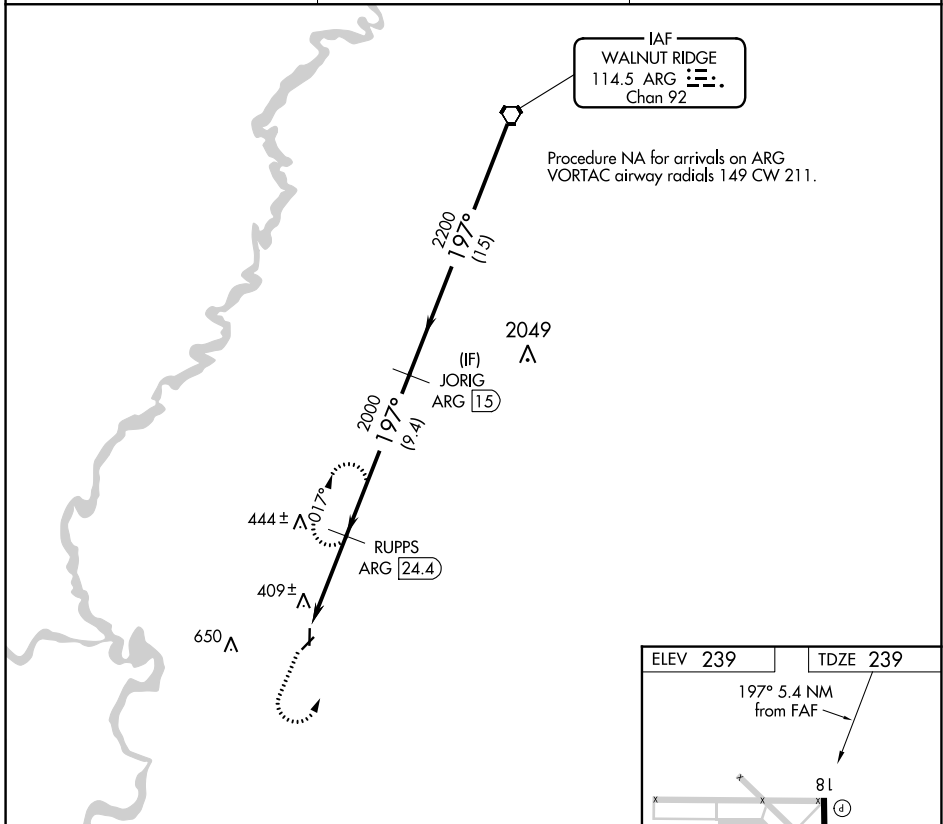 IAF
WALNUT RIDGE
114.5 ARG
Chan 92
Procedure NA for arrivals on ARG
VORTAC airway radials 149 CW 211.
2200
197°
(15)
2049
(IF)
JORIG
ARG 15
2000
197°
(9.4)
017°
444±
RUPPS
ARG 24.4
409±
650
ELEV 239
TDZE 239
197° 5.4 NM
from FAF
18
P
x
x
x
x